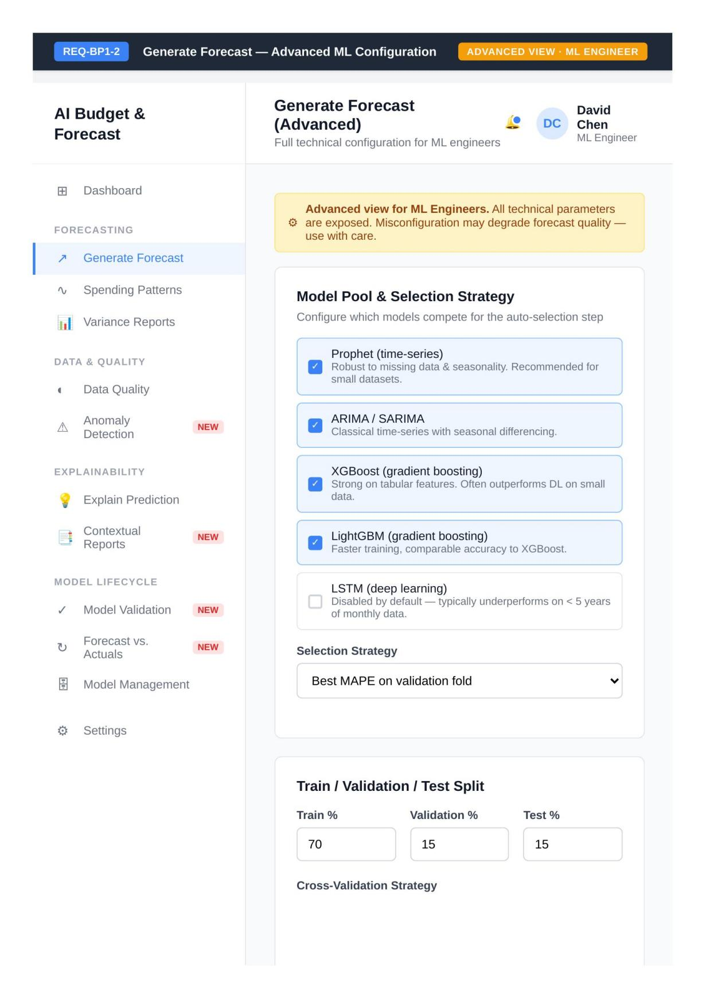 REQ-BP1-2
Generate Forecast — Advanced ML Configuration
ADVANCED VIEW · ML ENGINEER
AI Budget &
Forecast
Generate Forecast
(Advanced)
Full technical configuration for ML engineers
DC
David
Chen
ML Engineer
Dashboard
FORECASTING
Generate Forecast
Spending Patterns
Variance Reports
DATA & QUALITY
Data Quality
Anomaly
Detection
NEW
EXPLAINABILITY
Explain Prediction
Contextual
Reports
NEW
MODEL LIFECYCLE
Model Validation
NEW
Forecast vs.
Actuals
NEW
Model Management
Settings
Advanced view for ML Engineers. All technical parameters
are exposed. Misconfiguration may degrade forecast quality —
use with care.
Model Pool & Selection Strategy
Configure which models compete for the auto-selection step
Prophet (time-series)
Robust to missing data & seasonality. Recommended for
small datasets.
ARIMA / SARIMA
Classical time-series with seasonal differencing.
XGBoost (gradient boosting)
Strong on tabular features. Often outperforms DL on small
data.
LightGBM (gradient boosting)
Faster training, comparable accuracy to XGBoost.
LSTM (deep learning)
Disabled by default — typically underperforms on < 5 years
of monthly data.
Selection Strategy
Best MAPE on validation fold
Train / Validation / Test Split
Train %
Validation %
Test %
70
15
15
Cross-Validation Strategy